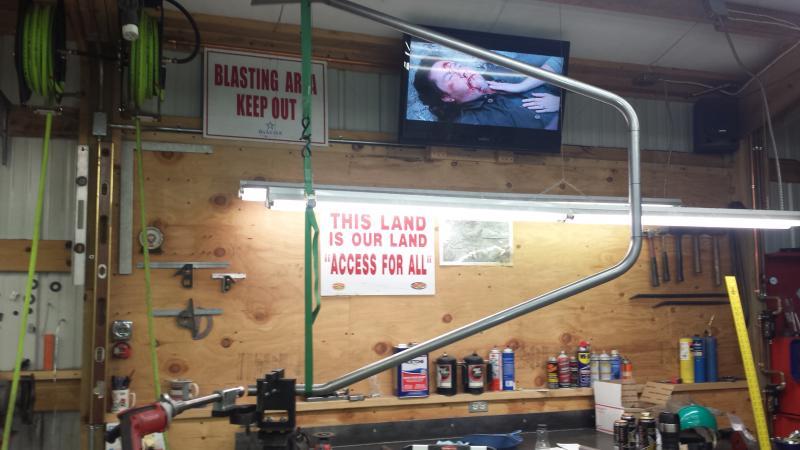 BLASTING AREA
KEEP OUT
THIS LAND
IS OUR LAND
"ACCESS FOR ALL"